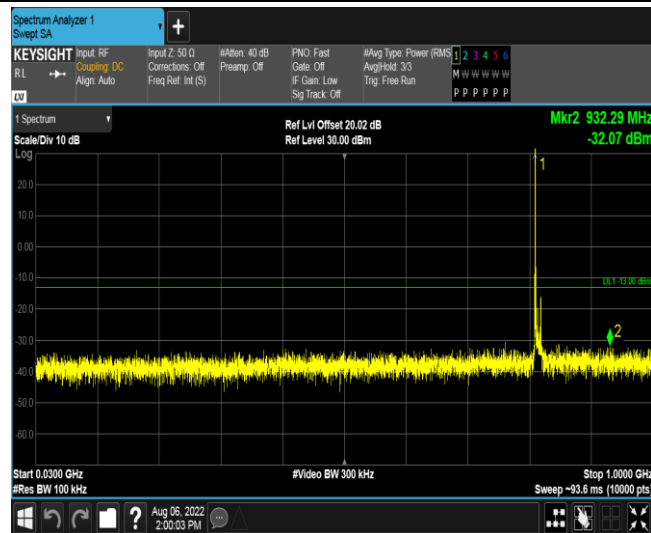 Spectrum Analyzer 1
Swept SA
+
KEYSIGHT
RL
Input: RF
Coupling: DC
Align: Auto
Input Z: 50 Ω
Corrections: Off
Freq Ref: Int (S)
#Atten: 40 dB
Preamp: Off
PNO: Fast
Gate: Off
IF Gain: Low
Sig Track: Off
#Avg Type: Power (RMS
Avg|Hold: 3/3
Trig: Free Run
1 2 3 4 5 6
M W W W W W
P P P P P P
LXI
1 Spectrum
Scale/Div 10 dB
Ref Lvl Offset 20.02 dB
Ref Level 30.00 dBm
Mkr2 932.29 MHz
-32.07 dBm
Log
1
20.0
10.0
0.00
-10.0
DL1 -13.00 dBm
-20.0
-30.0
2
-40.0
-50.0
-60.0
Start 0.0300 GHz
#Res BW 100 kHz
#Video BW 300 kHz
Stop 1.0000 GHz
Sweep ~93.6 ms (10000 pts)
?
Aug 06, 2022
2:00:03 PM